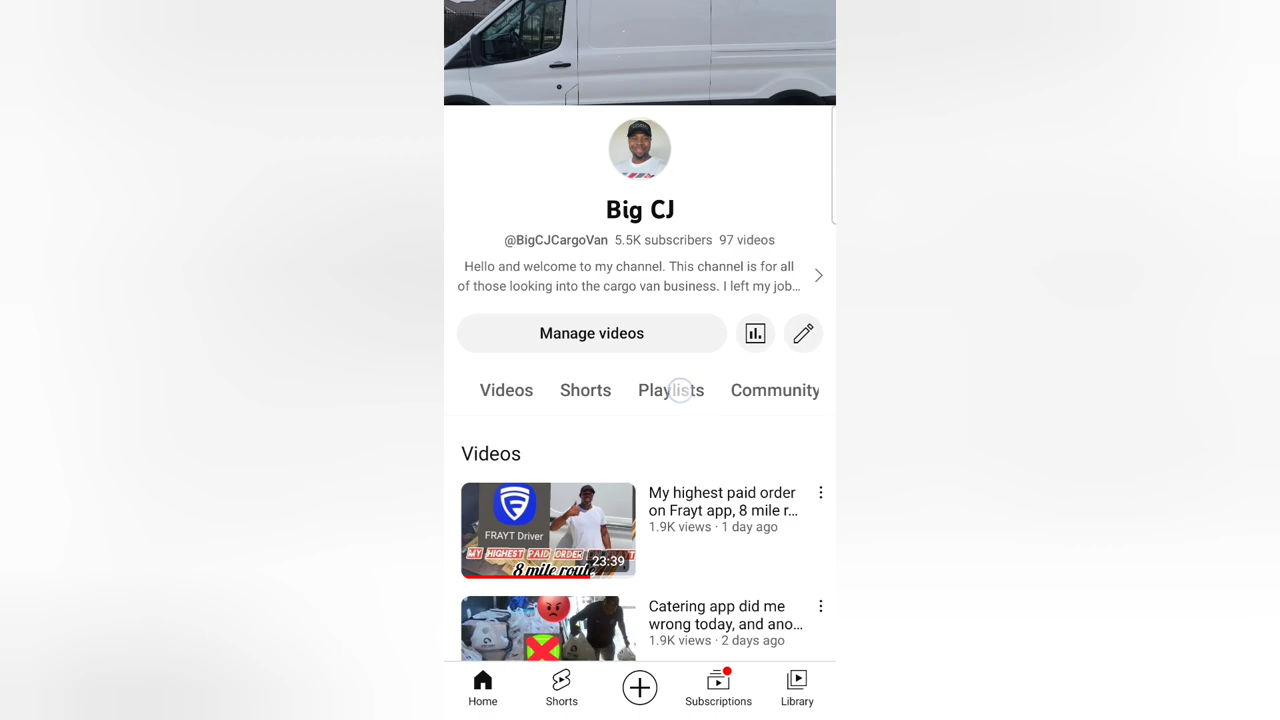 Big CJ
@BigCJCargoVan 5.5K subscribers 97 videos
Hello and welcome to my channel. This channel is for all
of those looking into the cargo van business. I left my job...
Manage videos
Videos Shorts Playlists Community
Videos
FRAYT Driver
MY HIGHEST PAID ORDER
8 mile route
23:39
My highest paid order
on Frayt app, 8 mile r...
1.9K views · 1 day ago
Catering app did me
wrong today, and ano...
1.9K views · 2 days ago
Home Shorts Subscriptions Library